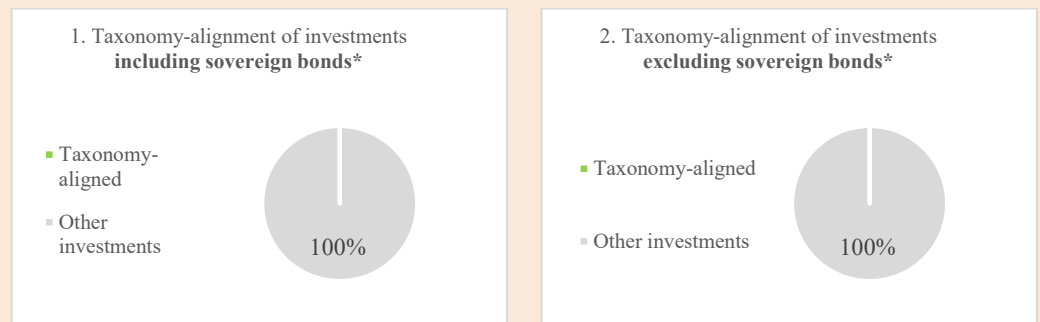 1. Taxonomy-alignment of investments
including sovereign bonds*
Taxonomy-
aligned
Other
investments
100%
2. Taxonomy-alignment of investments
excluding sovereign bonds*
Taxonomy-aligned
Other investments
100%